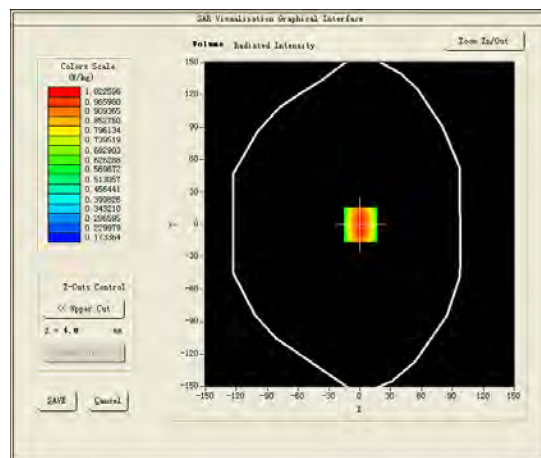 SAR Visualisation Graphical Interface
Volume Radiated Intensity
Zoom In/Out
Colors Scale
(W/kg)
1.022596
0.965980
0.909365
0.852750
0.796134
0.739519
0.682903
0.626288
0.569672
0.513057
0.456441
0.399826
0.343210
0.286595
0.229979
0.173364
150
120
90
60
30
0
-30
-60
-90
-120
-150
-150 -120 -90 -60 -30 0 30 60 90 120 150
X
Y
Z-Cuts Control
<< Upper Cut
Z = 4.0 mm
SAVE Cancel